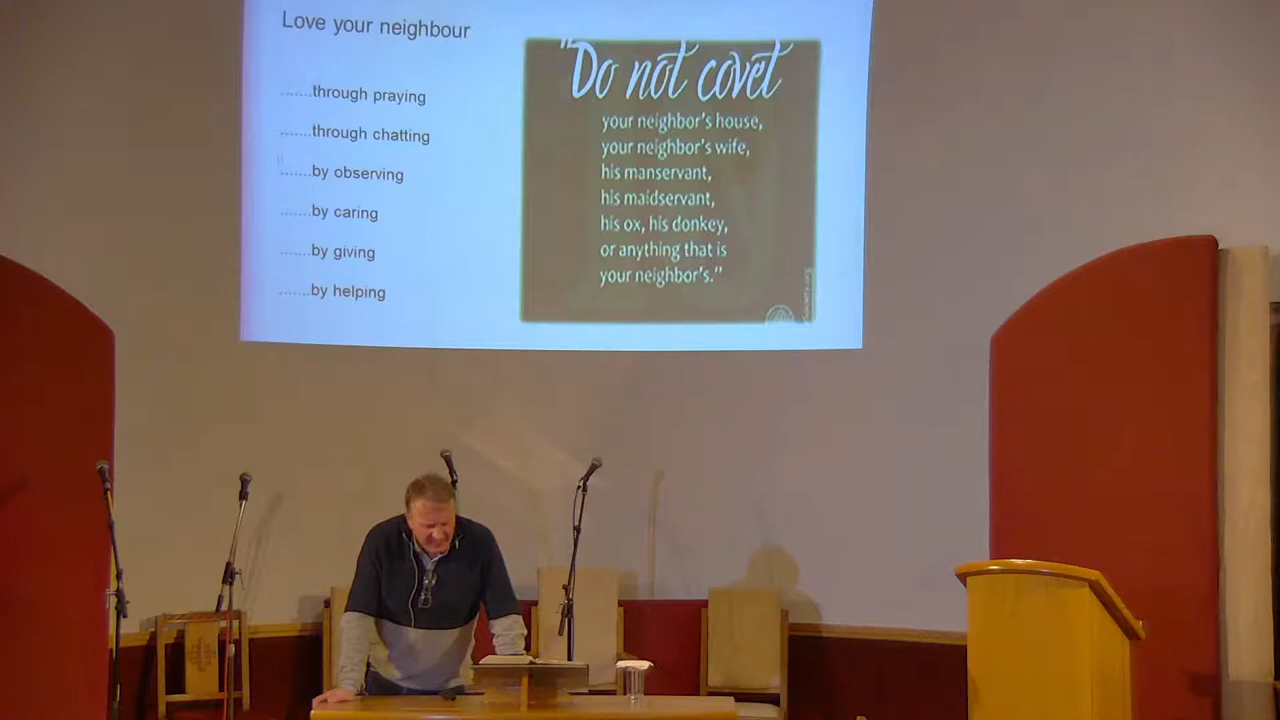 Love your neighbour
.......through praying
.......through chatting
.......by observing
.......by caring
.......by giving
.......by helping
"Do not covet
your neighbor's house,
your neighbor's wife,
his manservant,
his maidservant,
his ox, his donkey,
or anything that is
your neighbor's."